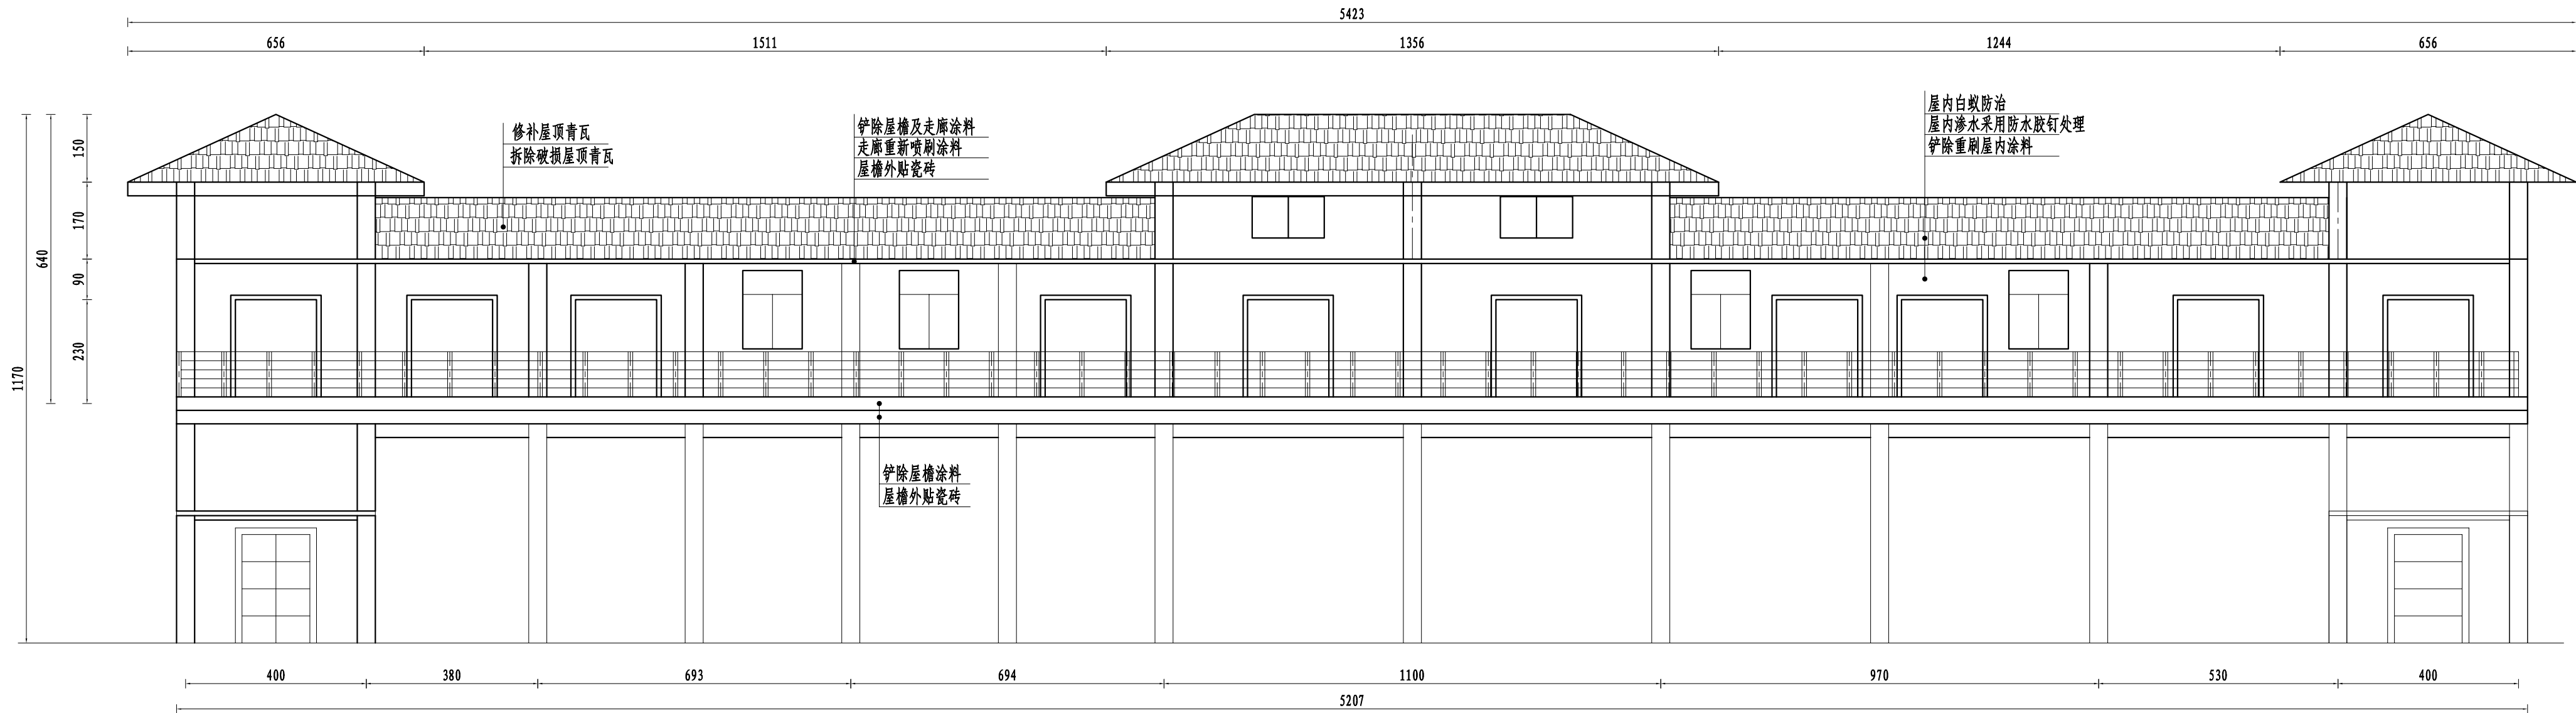 5423
656
1511
1356
1244
656
修补屋顶青瓦
拆除破损屋顶青瓦
铲除屋檐及走廊涂料
走廊重新喷刷涂料
屋檐外贴瓷砖
屋内白蚁防治
屋内渗水采用防水胶钉处理
铲除重刷屋内涂料
150
170
640
90
230
1170
铲除屋檐涂料
屋檐外贴瓷砖
400
380
693
694
1100
970
530
400
5207